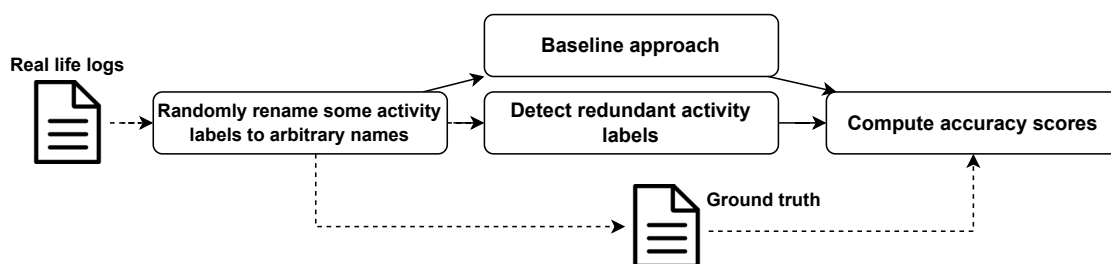 Real life logs
Randomly rename some activity
labels to arbitrary names
Baseline approach
Detect redundant activity
labels
Compute accuracy scores
Ground truth